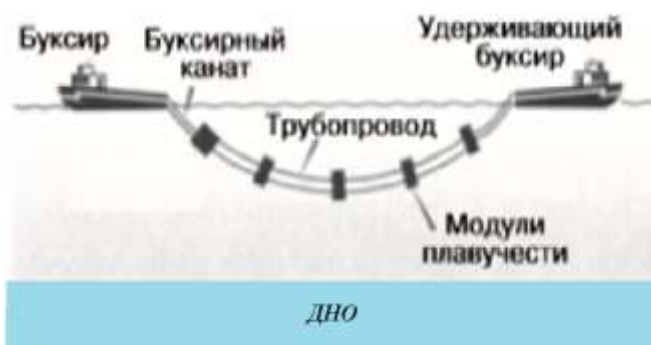 Буксир
Буксирный
канат
Удерживающий
буксир
Трубопровод
Модули
плавучести
ДНО